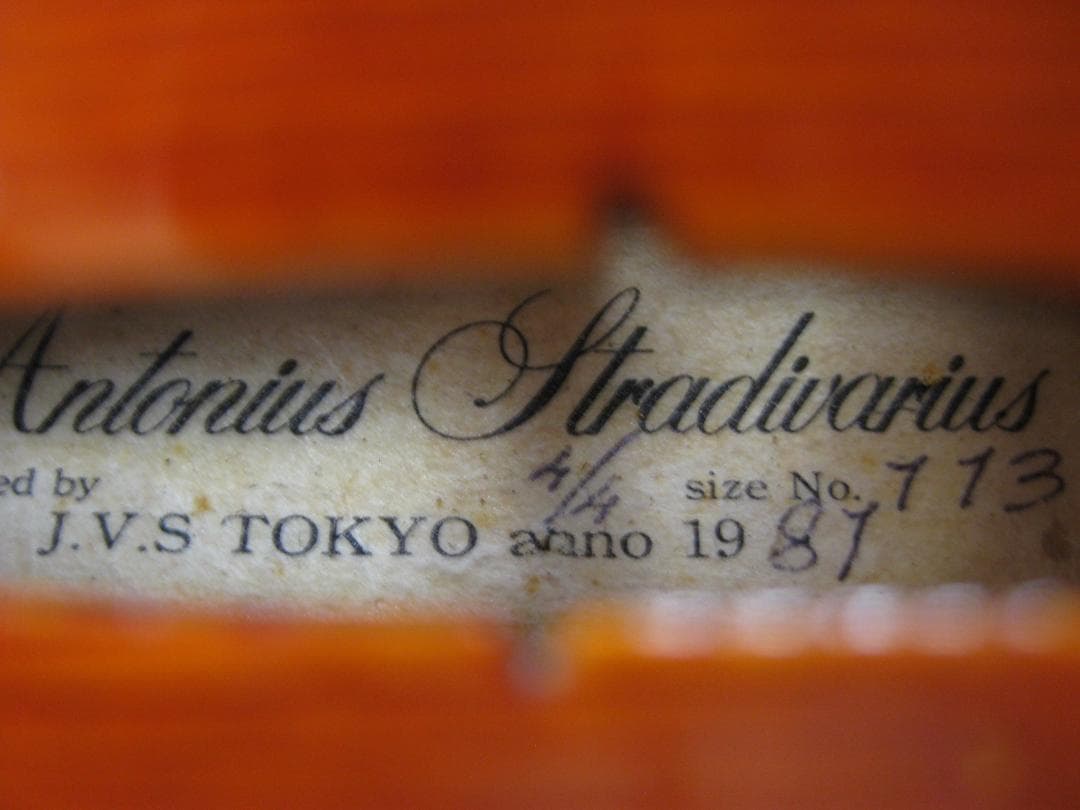 Antonius Stradivarius
ed by 4/4 size No. 113
J.V.S TOKYO anno 1987